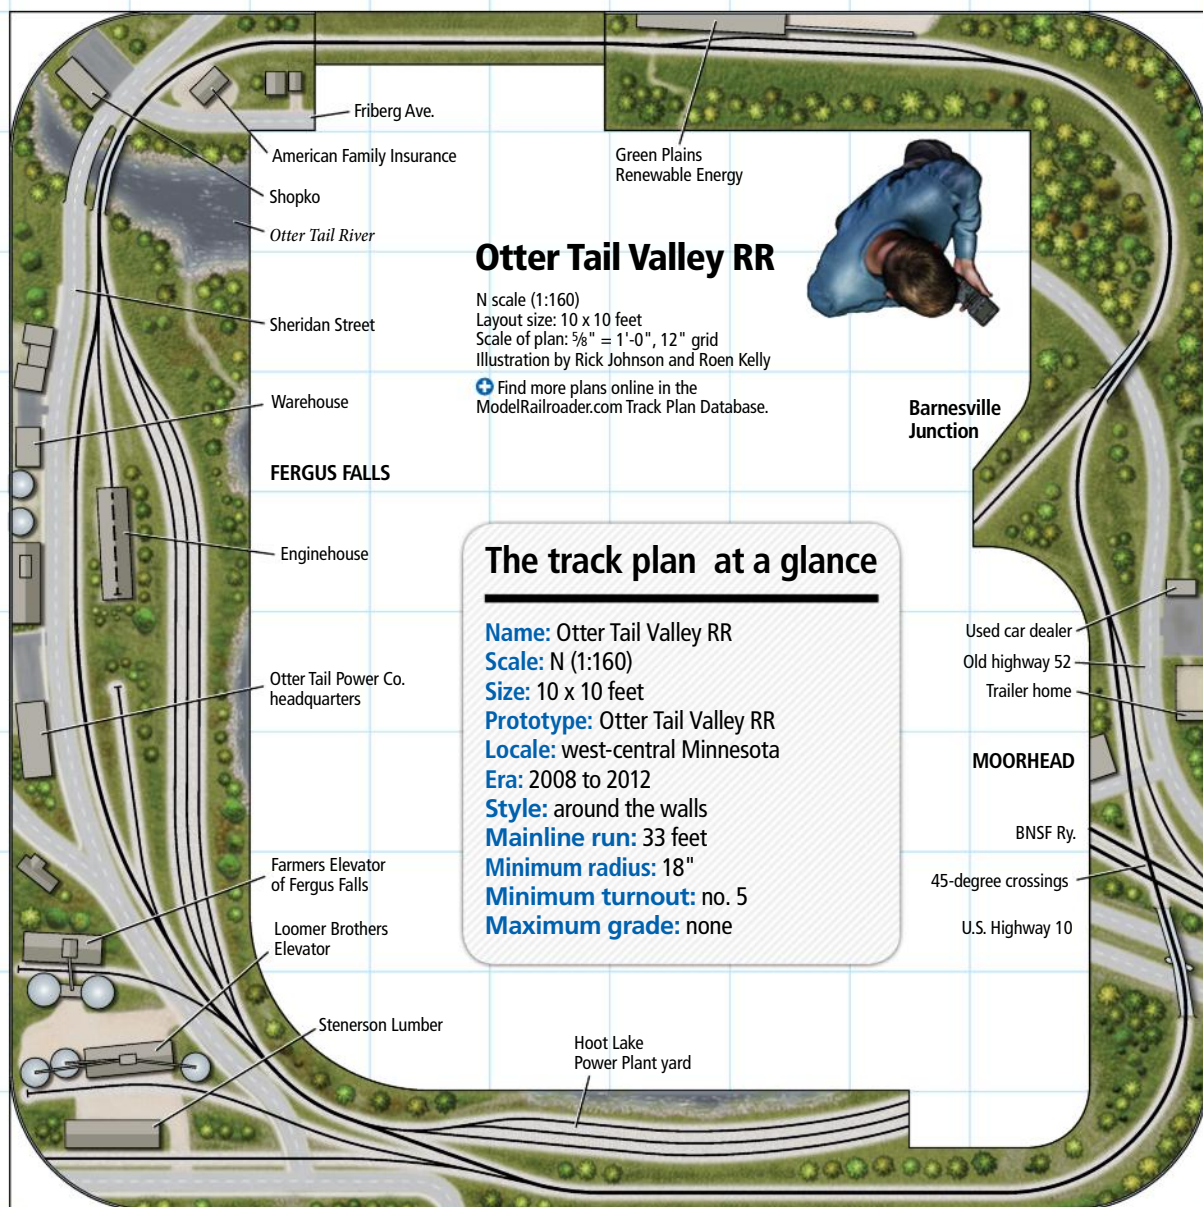 Friberg Ave.
American Family Insurance
Shopko
Otter Tail River
Sheridan Street
Warehouse
FERGUS FALLS
Enginehouse
Otter Tail Power Co.
headquarters
Farmers Elevator
of Fergus Falls
Loomer Brothers
Elevator
Stenerson Lumber
Hoot Lake
Power Plant yard
Green Plains
Renewable Energy
Otter Tail Valley RR
N scale (1:160)
Layout size: 10 x 10 feet
Scale of plan: 5⁄8" = 1'-0", 12" grid
Illustration by Rick Johnson and Roen Kelly
Find more plans online in the
ModelRailroader.com Track Plan Database.
Barnesville
Junction
The track plan at a glance
Name: Otter Tail Valley RR
Scale: N (1:160)
Size: 10 x 10 feet
Prototype: Otter Tail Valley RR
Locale: west-central Minnesota
Era: 2008 to 2012
Style: around the walls
Mainline run: 33 feet
Minimum radius: 18"
Minimum turnout: no. 5
Maximum grade: none
Used car dealer
Old highway 52
Trailer home
MOORHEAD
BNSF Ry.
45-degree crossings
U.S. Highway 10